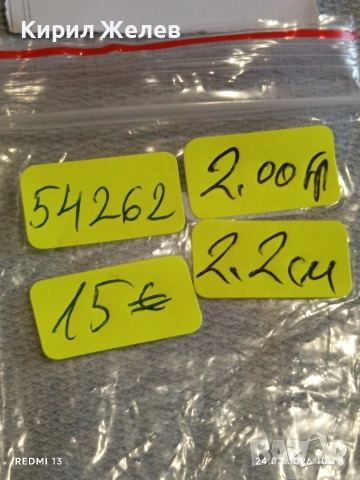 Кирил Желев
54262
2.00гр
15€
2.2см
REDMI 13